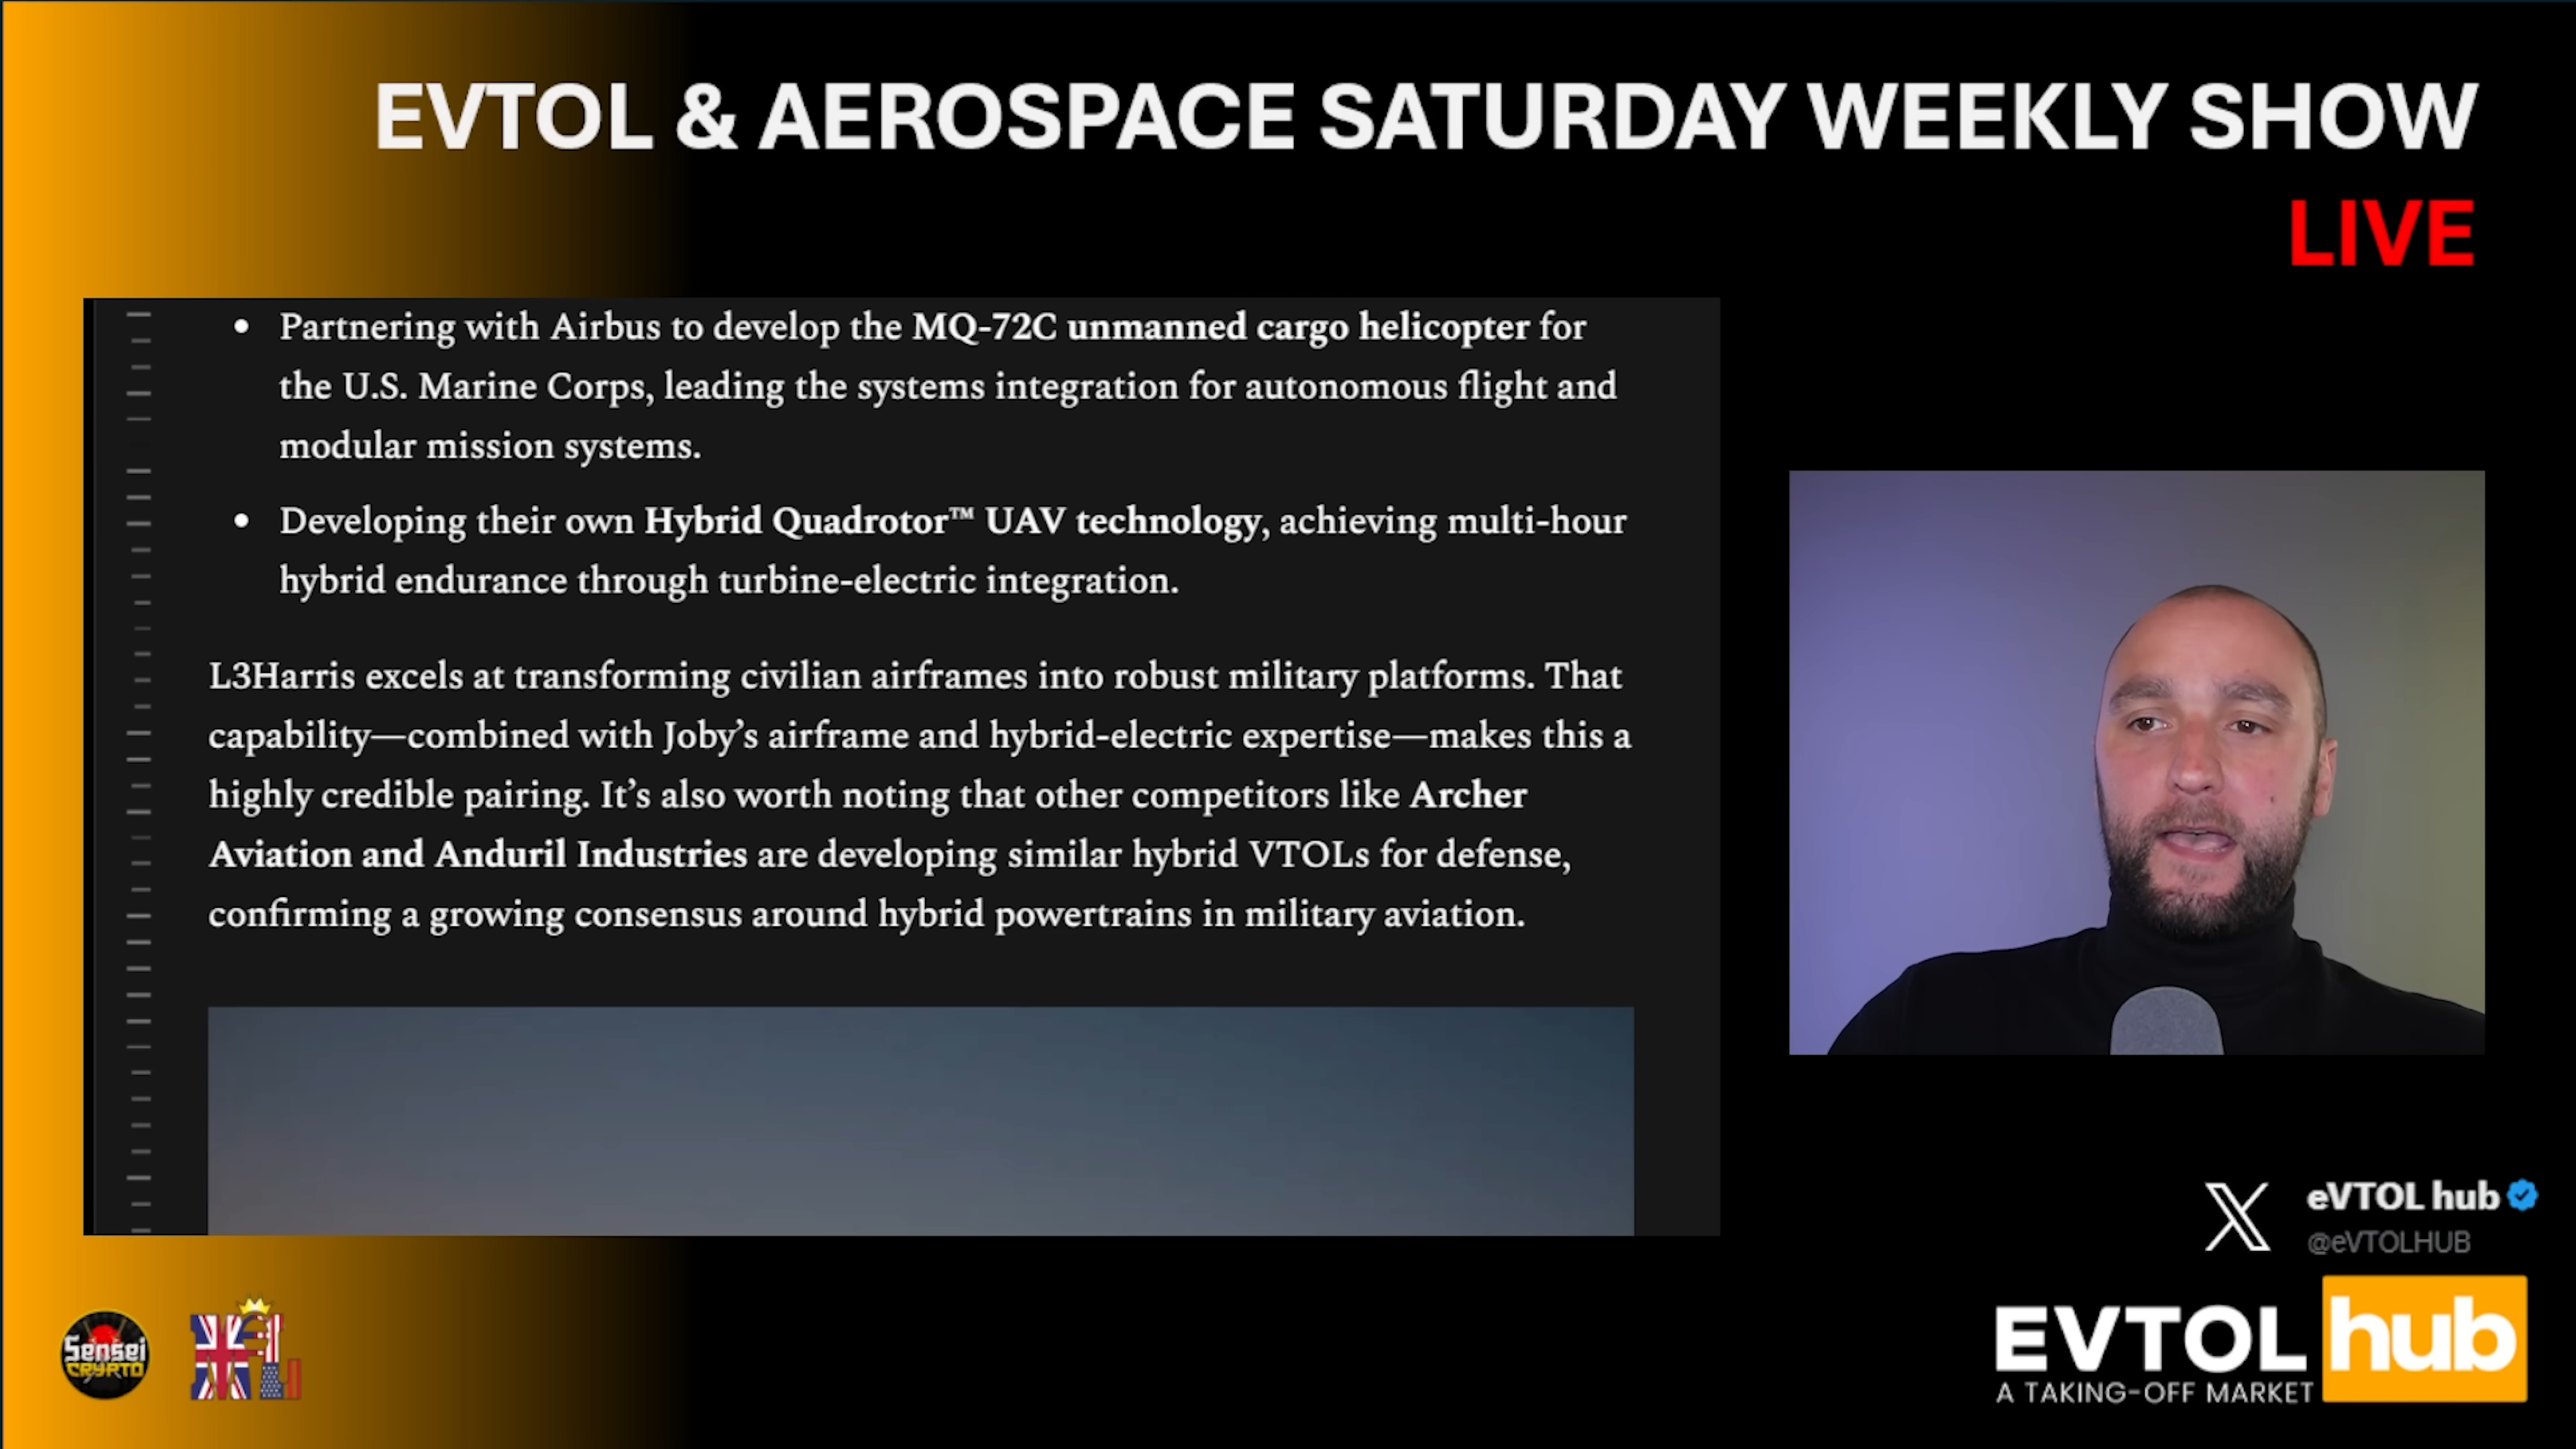 EVTOL & AEROSPACE SATURDAY WEEKLY SHOW
LIVE
• Partnering with Airbus to develop the MQ-72C unmanned cargo helicopter for
the U.S. Marine Corps, leading the systems integration for autonomous flight and
modular mission systems.
• Developing their own Hybrid Quadrotor™ UAV technology, achieving multi-hour
hybrid endurance through turbine-electric integration.
L3Harris excels at transforming civilian airframes into robust military platforms. That
capability—combined with Joby’s airframe and hybrid-electric expertise—makes this a
highly credible pairing. It’s also worth noting that other competitors like Archer
Aviation and Anduril Industries are developing similar hybrid VTOLs for defense,
confirming a growing consensus around hybrid powertrains in military aviation.
eVTOL hub
@eVTOLHUB
EVTOL hub
A TAKING-OFF MARKET
Sensei
CRYPTO